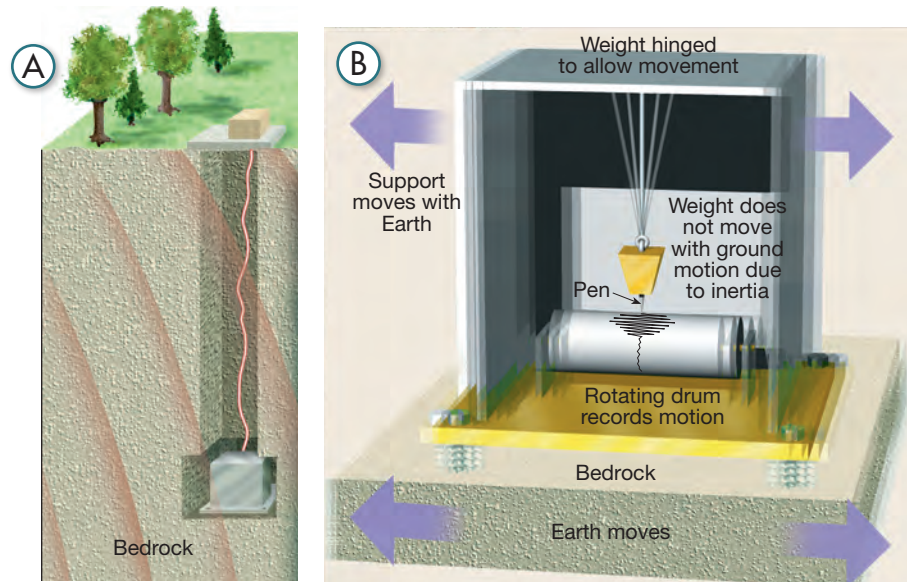 A
Bedrock
B
Weight hinged
to allow movement
Support
moves with
Earth
Weight does
not move
with ground
motion due
to inertia
Pen
Rotating drum
records motion
Bedrock
Earth moves